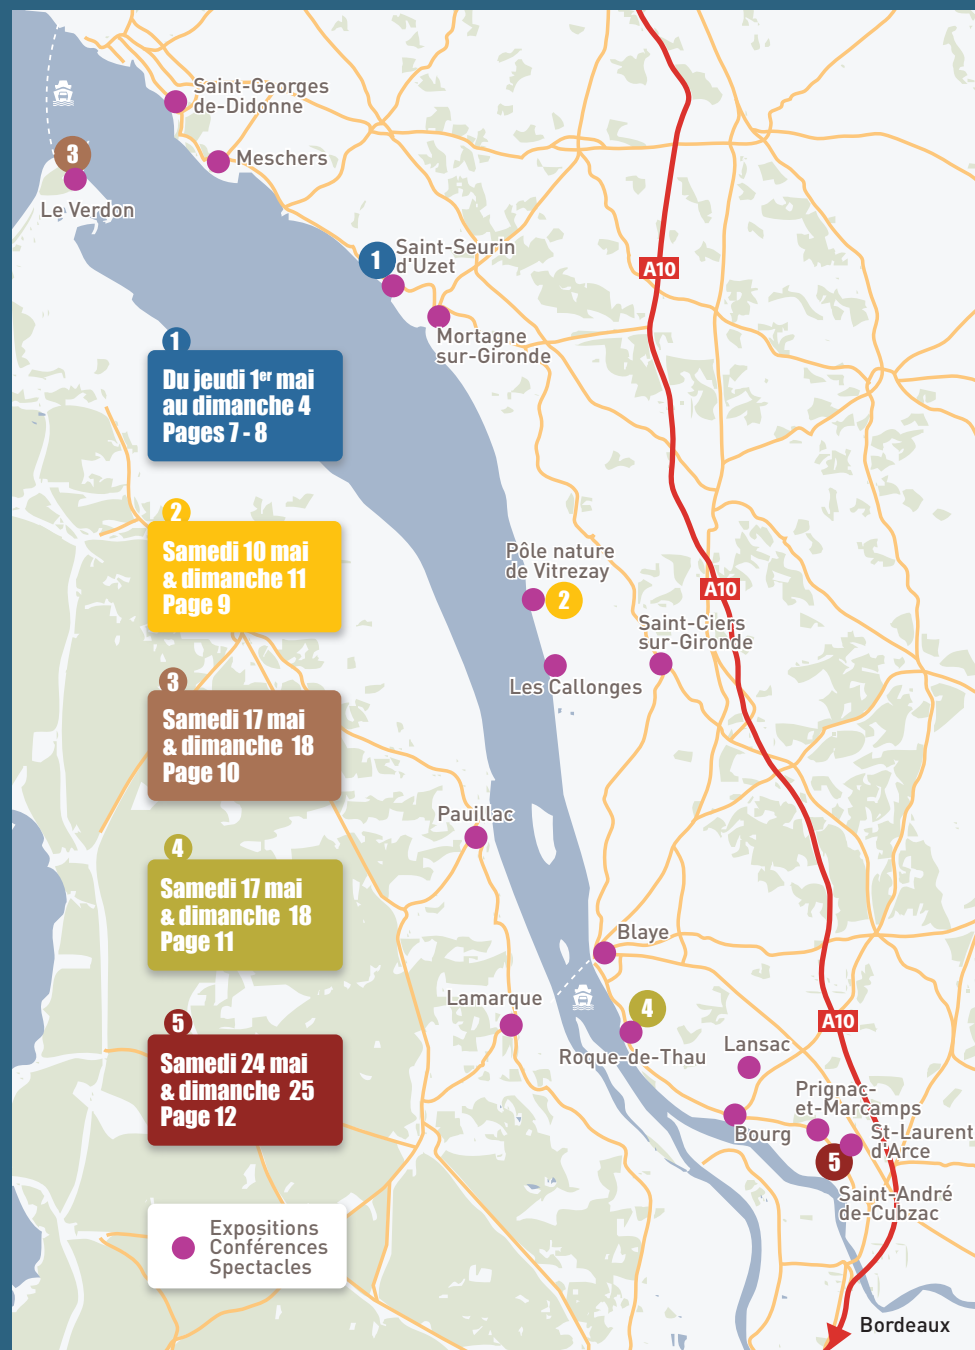 Saint-Georges
de-Didonne
Meschers
3
Le Verdon
1
Saint-Seurin
d'Uzet
A10
Mortagne
sur-Gironde
1
Du jeudi 1er mai
au dimanche 4
Pages 7 - 8
2
Samedi 10 mai
& dimanche 11
Page 9
Pôle nature
de Vitrezay
2
A10
Saint-Ciers
sur-Gironde
Les Callonges
3
Samedi 17 mai
& dimanche 18
Page 10
Pauillac
4
Samedi 17 mai
& dimanche 18
Page 11
Blaye
Lamarque
4
Roque-de-Thau
A10
Lansac
5
Samedi 24 mai
& dimanche 25
Page 12
Prignac-
et-Marcamps
Bourg
St-Laurent
d'Arce
5
Saint-André
de-Cubzac
Expositions
Conférences
Spectacles
Bordeaux